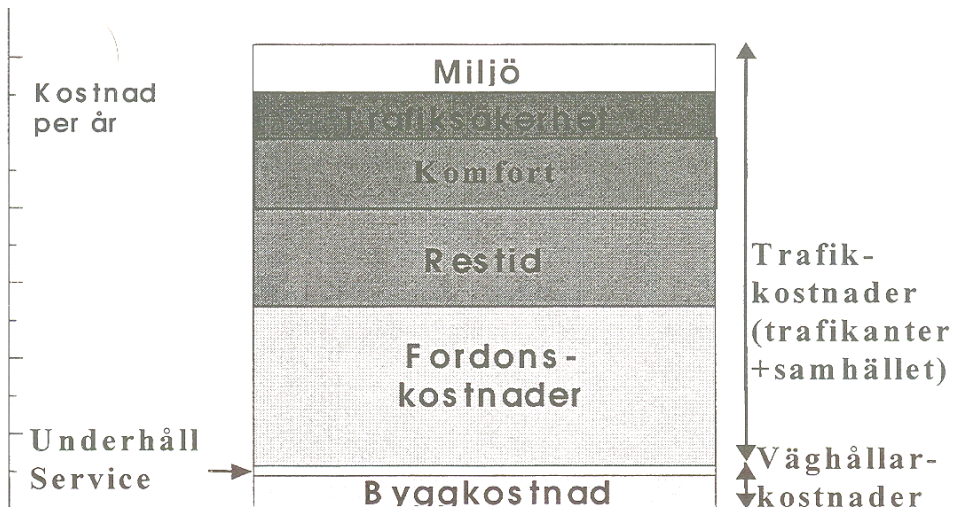 Kostnad
per år
Miljö
Trafiksäkerhet
Komfort
Restid
Fordons-
kostnader
Underhåll
Service
Byggkostnad
Trafik-
kostnader
(trafikanter
+samhället)
Väghållar-
kostnader